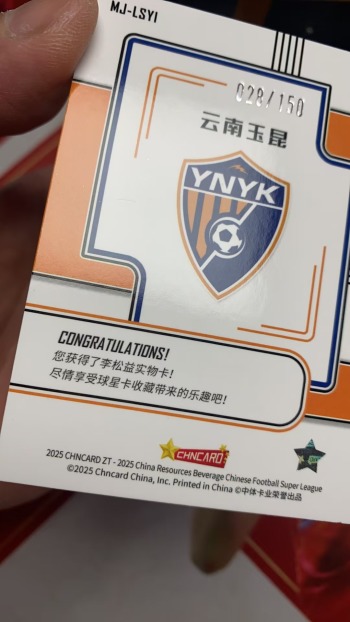 MJ-LSYI
028/150
云南玉昆
YNYK
CONGRATULATIONS!
您获得了李松益实物卡!
尽情享受球星卡收藏带来的乐趣吧!
CHNCARD
2025 CHNCARD ZT - 2025 China Resources Beverage Chinese Football Super League
©2025 Chncard China, Inc. Printed in China ©中体卡业荣誉出品